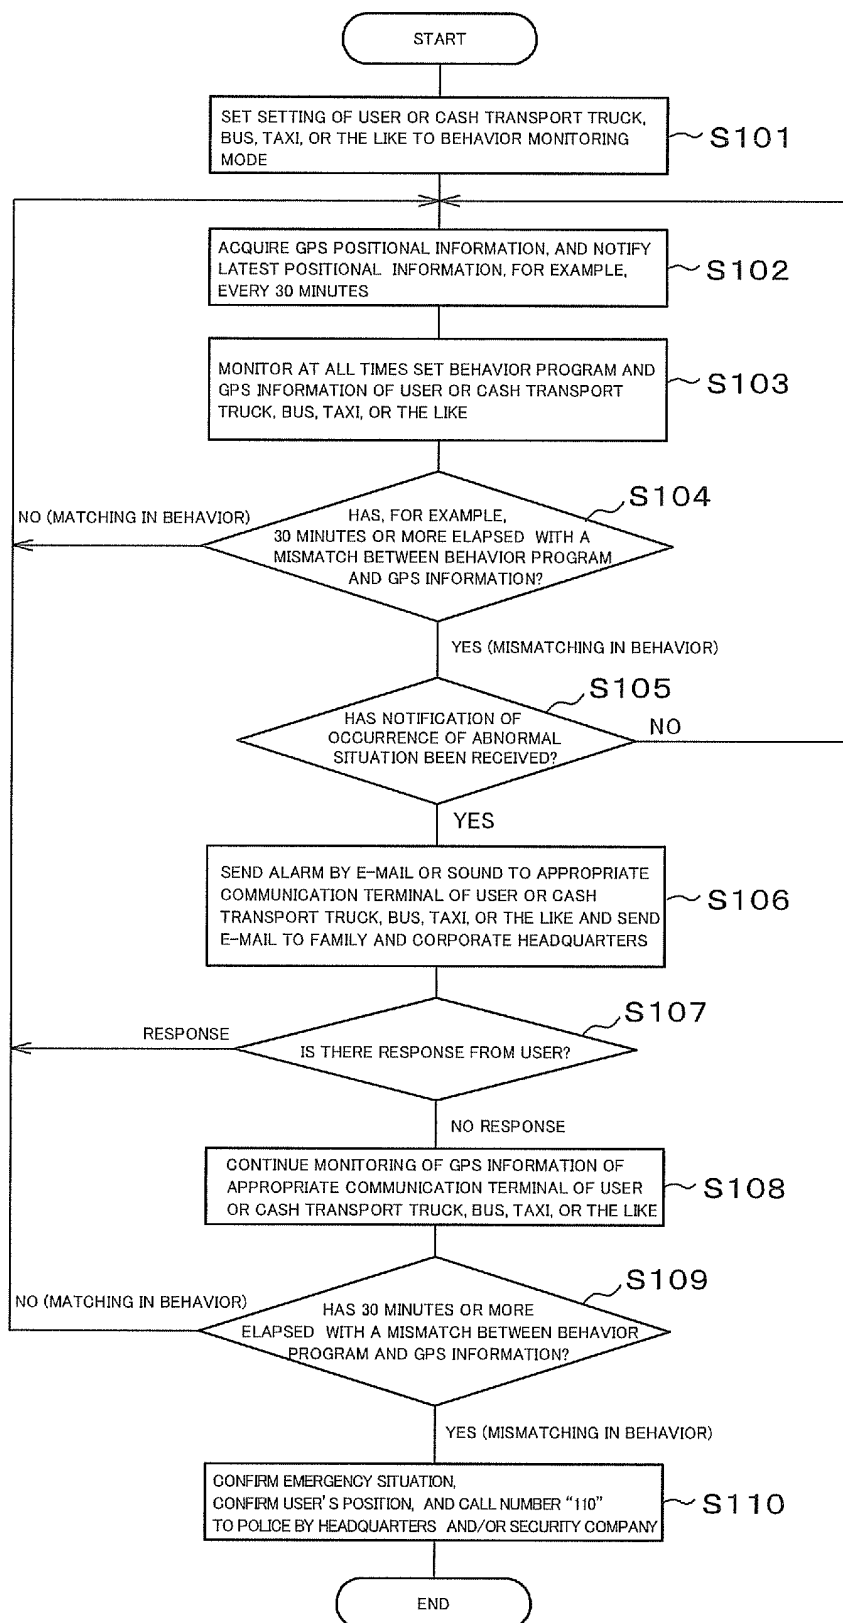 START
SET SETTING OF USER OR CASH TRANSPORT TRUCK,
BUS, TAXI, OR THE LIKE TO BEHAVIOR MONITORING
MODE
S101
ACQUIRE GPS POSITIONAL INFORMATION, AND NOTIFY
LATEST POSITIONAL INFORMATION, FOR EXAMPLE,
EVERY 30 MINUTES
S102
MONITOR AT ALL TIMES SET BEHAVIOR PROGRAM AND
GPS INFORMATION OF USER OR CASH TRANSPORT
TRUCK, BUS, TAXI, OR THE LIKE
S103
S104
NO (MATCHING IN BEHAVIOR)
HAS, FOR EXAMPLE,
30 MINUTES OR MORE ELAPSED WITH A
MISMATCH BETWEEN BEHAVIOR PROGRAM
AND GPS INFORMATION?
YES (MISMATCHING IN BEHAVIOR)
S105
HAS NOTIFICATION OF
OCCURRENCE OF ABNORMAL
SITUATION BEEN RECEIVED?
NO
YES
SEND ALARM BY E-MAIL OR SOUND TO APPROPRIATE
COMMUNICATION TERMINAL OF USER OR CASH
TRANSPORT TRUCK, BUS, TAXI, OR THE LIKE AND SEND
E-MAIL TO FAMILY AND CORPORATE HEADQUARTERS
S106
S107
RESPONSE
IS THERE RESPONSE FROM USER?
NO RESPONSE
CONTINUE MONITORING OF GPS INFORMATION OF
APPROPRIATE COMMUNICATION TERMINAL OF USER
OR CASH TRANSPORT TRUCK, BUS, TAXI, OR THE LIKE
S108
S109
NO (MATCHING IN BEHAVIOR)
HAS 30 MINUTES OR MORE
ELAPSED WITH A MISMATCH BETWEEN BEHAVIOR
PROGRAM AND GPS INFORMATION?
YES (MISMATCHING IN BEHAVIOR)
CONFIRM EMERGENCY SITUATION,
CONFIRM USER'S POSITION, AND CALL NUMBER "110"
TO POLICE BY HEADQUARTERS AND/OR SECURITY COMPANY
S110
END